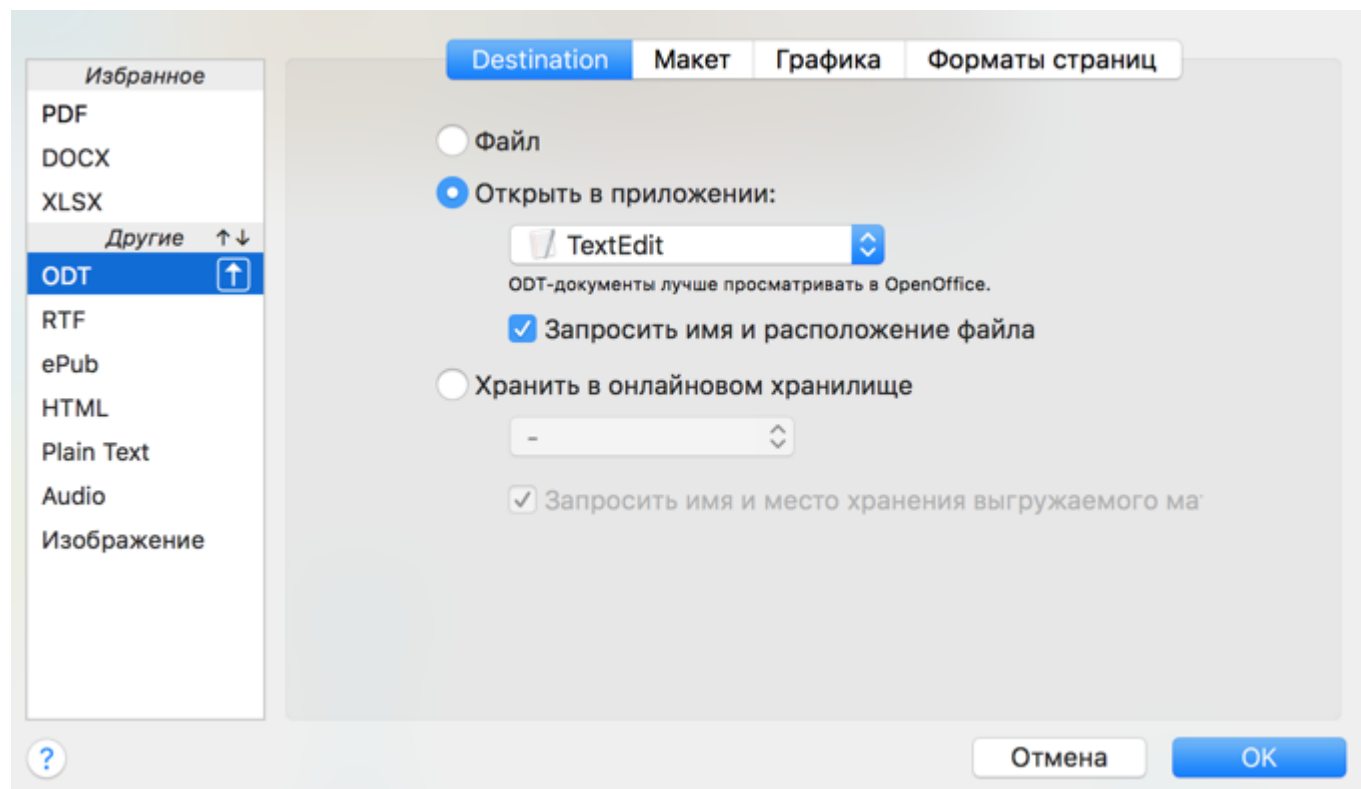 Destination Макет Графика Форматы страниц
Избранное
PDF
DOCX
XLSX
Другие ↑↓
ODT
RTF
ePub
HTML
Plain Text
Audio
Изображение
Файл
Открыть в приложении:
TextEdit
ODT-документы лучше просматривать в OpenOffice.
Запросить имя и расположение файла
Хранить в онлайновом хранилище
-
Запросить имя и место хранения выгружаемого ма
?
Отмена
OK